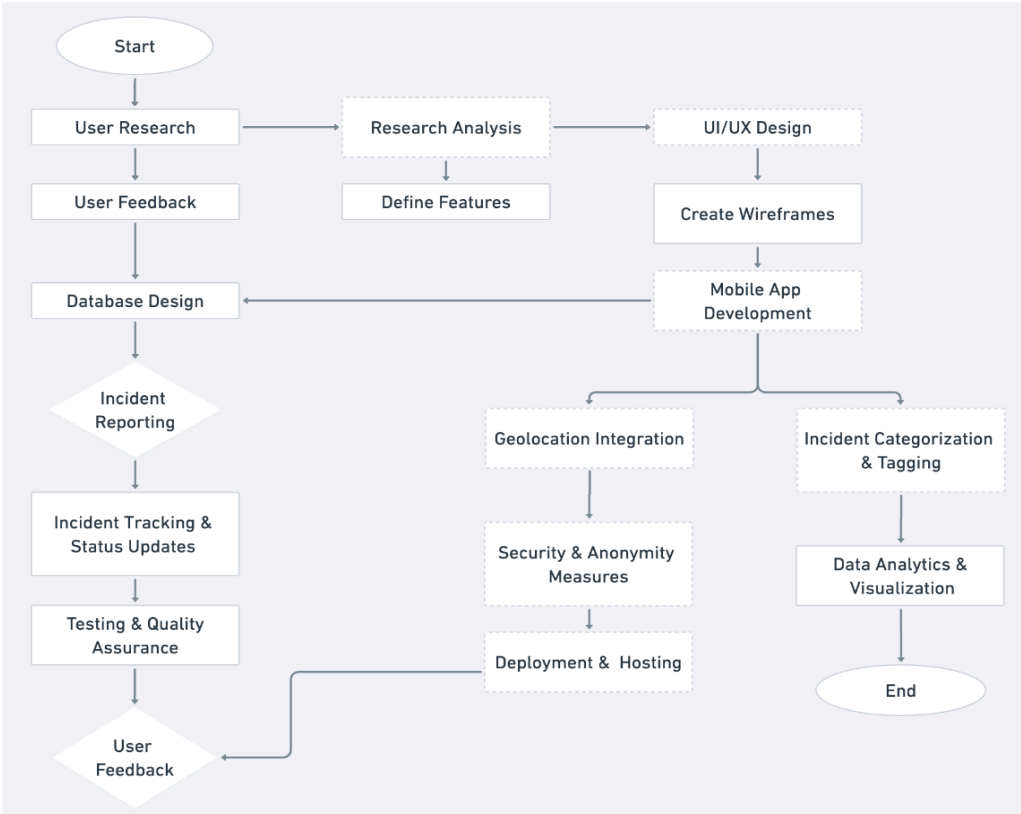 Start
User Research
Research Analysis
UI/UX Design
User Feedback
Define Features
Create Wireframes
Database Design
Mobile App
Development
Incident
Reporting
Geolocation Integration
Incident Categorization
& Tagging
Incident Tracking &
Status Updates
Security & Anonymity
Measures
Data Analytics &
Visualization
Testing & Quality
Assurance
Deployment & Hosting
End
User
Feedback